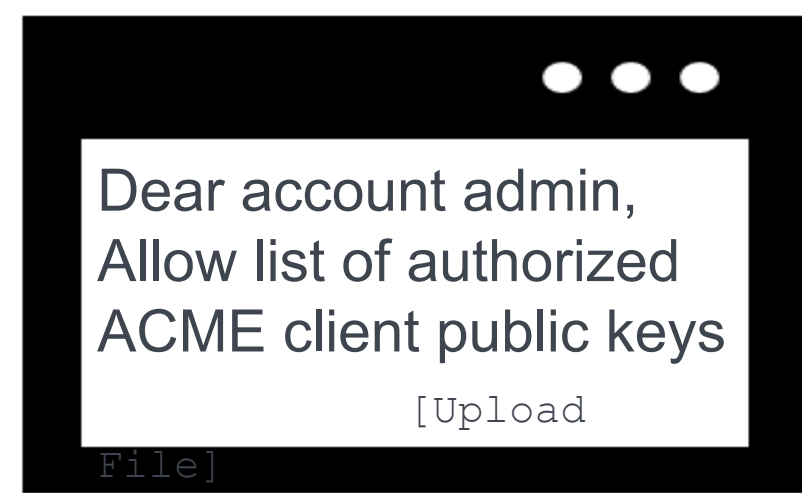 Dear account admin,
Allow list of authorized
ACME client public keys
[Upload
File]